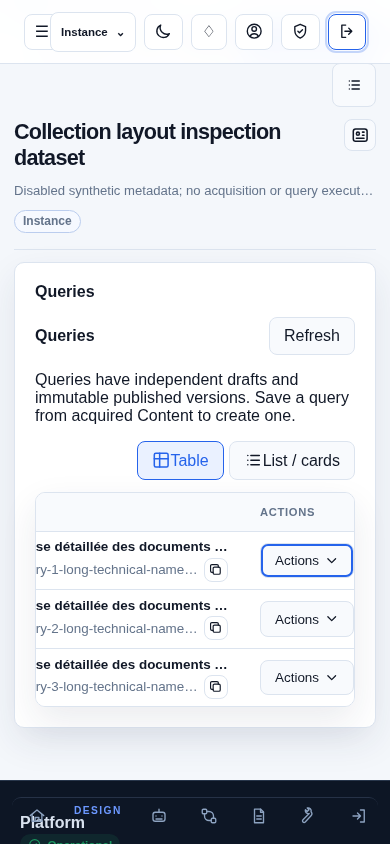 Instance
Collection layout inspection
dataset
Disabled synthetic metadata; no acquisition or query execut…
Instance
Queries
Queries
Refresh
Queries have independent drafts and
immutable published versions. Save a query
from acquired Content to create one.
Table
List / cards
ACTIONS
se détaillée des documents …
ry-1-long-technical-name…
Actions
se détaillée des documents …
ry-2-long-technical-name…
Actions
se détaillée des documents …
ry-3-long-technical-name…
Actions
DESIGN
Platform
Operational